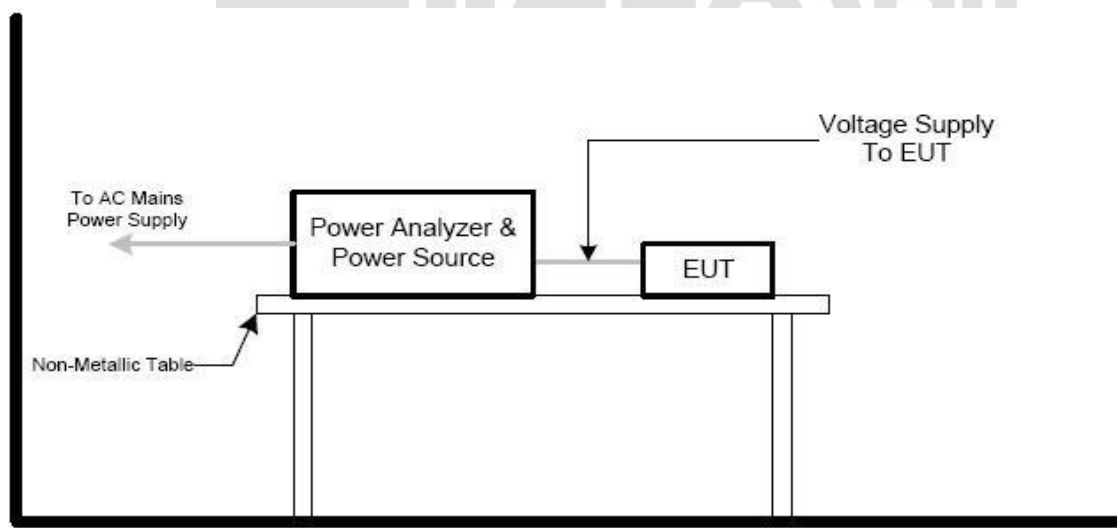 Voltage Supply
To EUT
To AC Mains
Power Supply
Power Analyzer &
Power Source
EUT
Non-Metallic Table